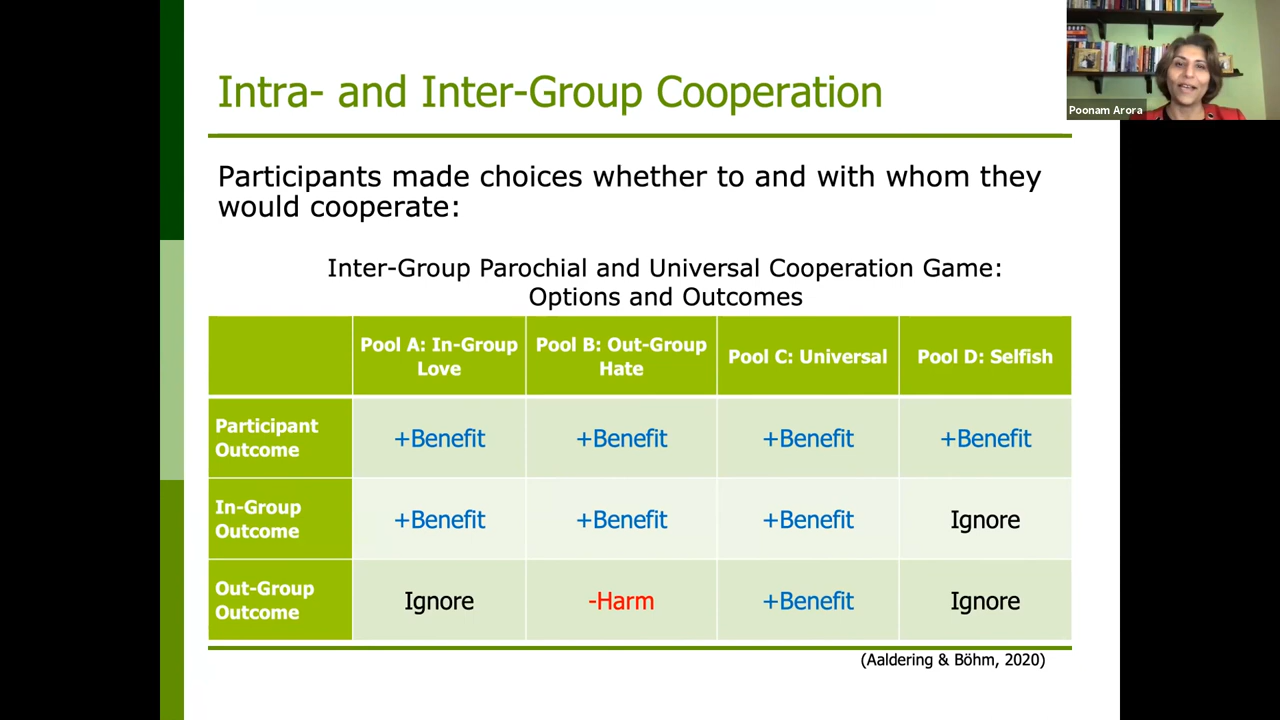 Intra- and Inter-Group Cooperation
Poonam Arora
Participants made choices whether to and with whom they
would cooperate:
Inter-Group Parochial and Universal Cooperation Game:
Options and Outcomes
Pool A: In-Group
Love
Pool B: Out-Group
Hate
Pool C: Universal
Pool D: Selfish
Participant
Outcome
+Benefit
+Benefit
+Benefit
+Benefit
In-Group
Outcome
+Benefit
+Benefit
+Benefit
Ignore
Out-Group
Outcome
Ignore
-Harm
+Benefit
Ignore
(Aaldering & Böhm, 2020)